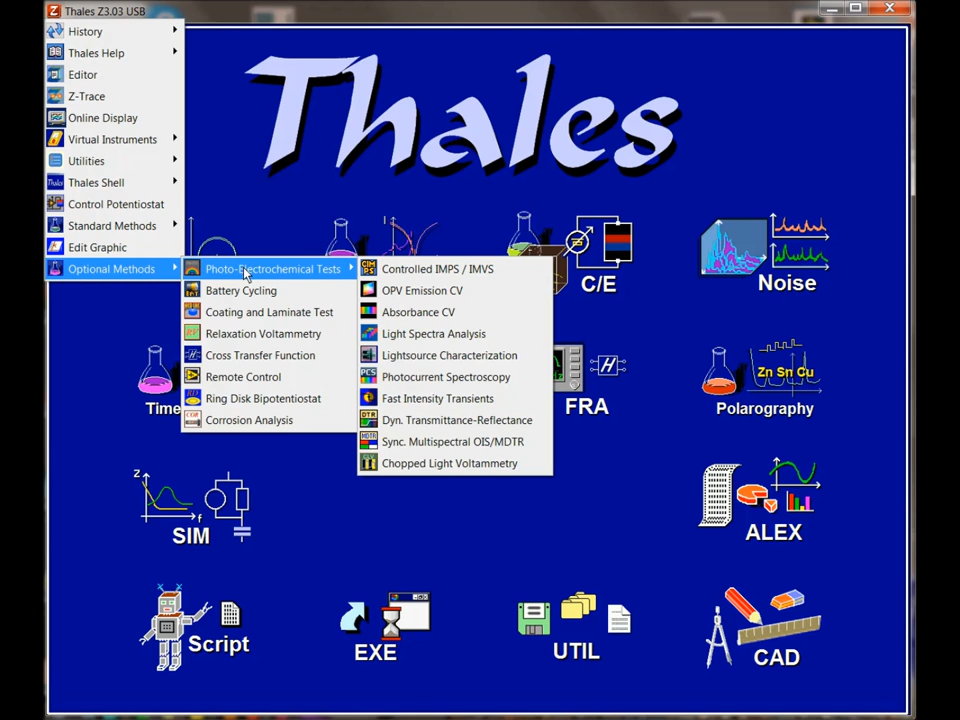 Thales Z3.03 USB
History
Thales Help
Editor
Z-Trace
Online Display
Virtual Instruments
Utilities
Thales Shell
Control Potentiostat
Standard Methods
Edit Graphic
Optional Methods
Photo-Electrochemical Tests
Battery Cycling
Coating and Laminate Test
Relaxation Voltammetry
Cross Transfer Function
Remote Control
Ring Disk Bipotentiostat
Corrosion Analysis
Controlled IMPS / IMVS
OPV Emission CV
Absorbance CV
Light Spectra Analysis
Lightsource Characterization
Photocurrent Spectroscopy
Fast Intensity Transients
Dyn. Transmittance-Reflectance
Sync. Multispectral OIS/MDTR
Chopped Light Voltammetry
Thales
I
C/E
Noise
Time
FRA
H
Zn Sn Cu
Polarography
Z
f
SIM
ALEX
Script
EXE
UTIL
CAD